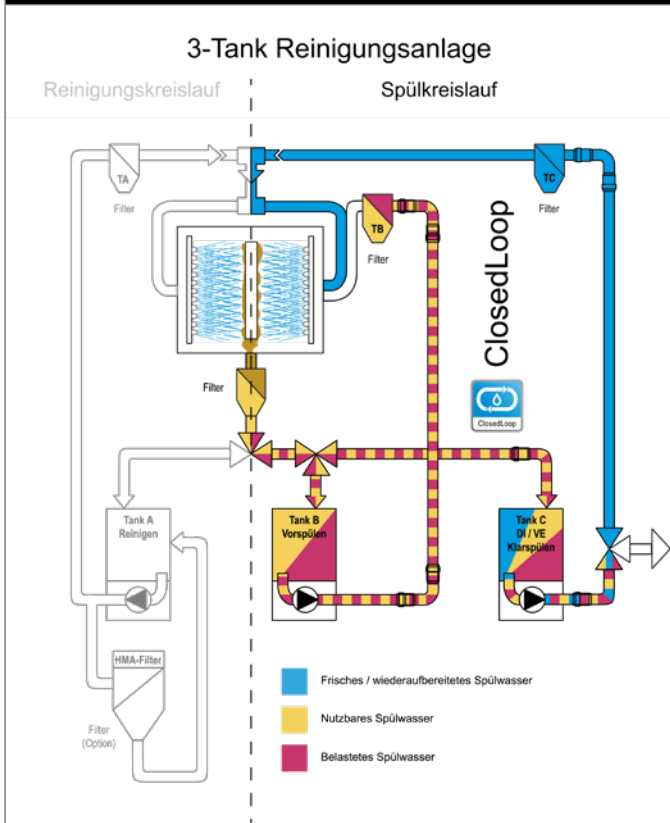 3-Tank Reinigungsanlage
Reinigungskreislauf
Spülkreislauf
TA
Filter
TB
Filter
TC
Filter
ClosedLoop
ClosedLoop
Filter
Tank A
Reinigen
Tank B
Vorspülen
Tank C
DI / VE
Klarspülen
HMA-Filter
Filter
(Option)
Frisches / wiederaufbereitetes Spülwasser
Nutzbares Spülwasser
Belastetes Spülwasser